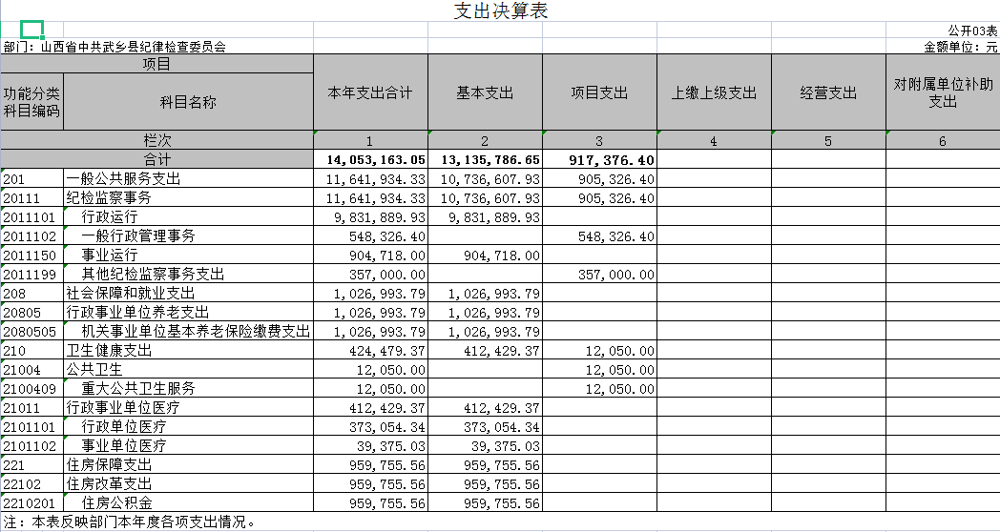 支出决算表
公开03表
部门：山西省中共武乡县纪律检查委员会 金额单位：元
项目 本年支出合计 基本支出 项目支出 上缴上级支出 经营支出 对附属单位补助支出
功能分类科目编码 科目名称
栏次 1 2 3 4 5 6
合计 14,053,163.05 13,135,786.65 917,376.40
201 一般公共服务支出 11,641,934.33 10,736,607.93 905,326.40
20111 纪检监察事务 11,641,934.33 10,736,607.93 905,326.40
2011101 行政运行 9,831,889.93 9,831,889.93
2011102 一般行政管理事务 548,326.40 548,326.40
2011150 事业运行 904,718.00 904,718.00
2011199 其他纪检监察事务支出 357,000.00 357,000.00
208 社会保障和就业支出 1,026,993.79 1,026,993.79
20805 行政事业单位养老支出 1,026,993.79 1,026,993.79
2080505 机关事业单位基本养老保险缴费支出 1,026,993.79 1,026,993.79
210 卫生健康支出 424,479.37 412,429.37 12,050.00
21004 公共卫生 12,050.00 12,050.00
2100409 重大公共卫生服务 12,050.00 12,050.00
21011 行政事业单位医疗 412,429.37 412,429.37
2101101 行政单位医疗 373,054.34 373,054.34
2101102 事业单位医疗 39,375.03 39,375.03
221 住房保障支出 959,755.56 959,755.56
22102 住房改革支出 959,755.56 959,755.56
2210201 住房公积金 959,755.56 959,755.56
注：本表反映部门本年度各项支出情况。